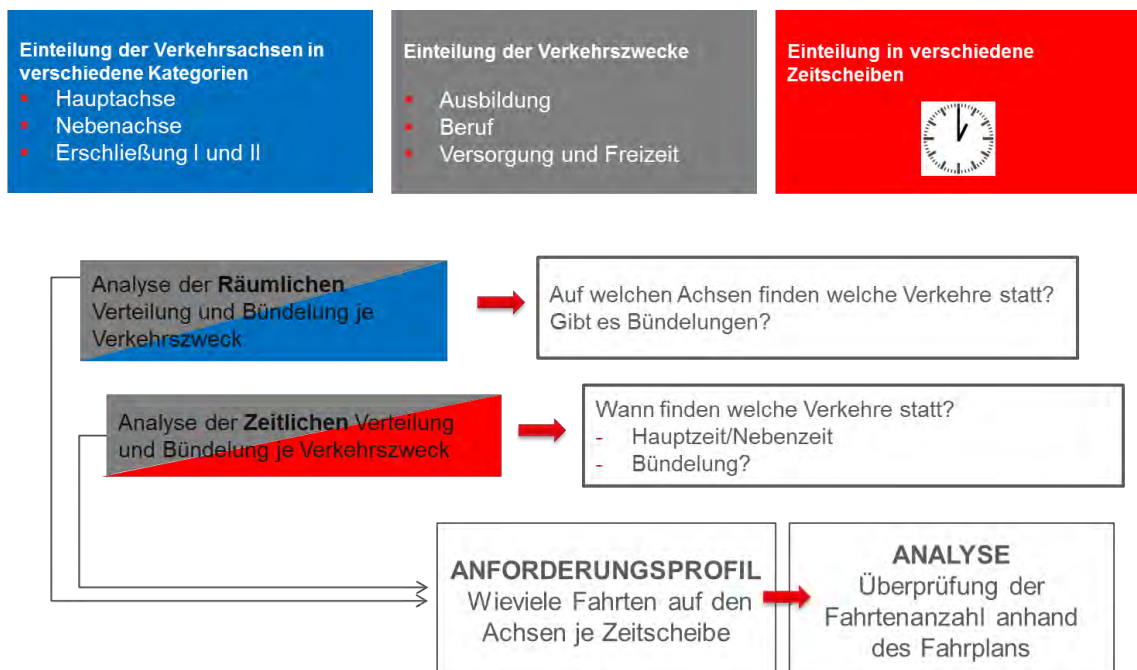 Einteilung der Verkehrsachsen in
verschiedene Kategorien
▪ Hauptachse
▪ Nebenachse
▪ Erschließung I und II
Einteilung der Verkehrszwecke
▪ Ausbildung
▪ Beruf
▪ Versorgung und Freizeit
Einteilung in verschiedene
Zeitscheiben
Analyse der Räumlichen
Verteilung und Bündelung je
Verkehrszweck
Auf welchen Achsen finden welche Verkehre statt?
Gibt es Bündelungen?
Analyse der Zeitlichen Verteilung
und Bündelung je Verkehrszweck
Wann finden welche Verkehre statt?
- Hauptzeit/Nebenzeit
- Bündelung?
ANFORDERUNGSPROFIL
Wieviele Fahrten auf den
Achsen je Zeitscheibe
ANALYSE
Überprüfung der
Fahrtenanzahl anhand
des Fahrplans